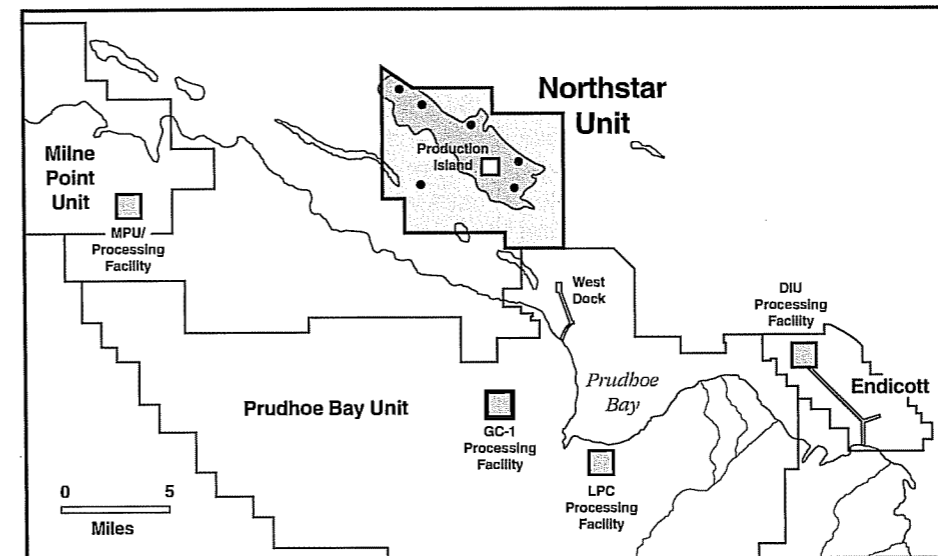 Northstar
Unit
Production
Island
Milne
Point
Unit
MPU/
Processing
Facility
West
Dock
DIU
Processing
Facility
Endicott
Prudhoe
Bay
Prudhoe Bay Unit
GC-1
Processing
Facility
LPC
Processing
Facility
0 5
Miles